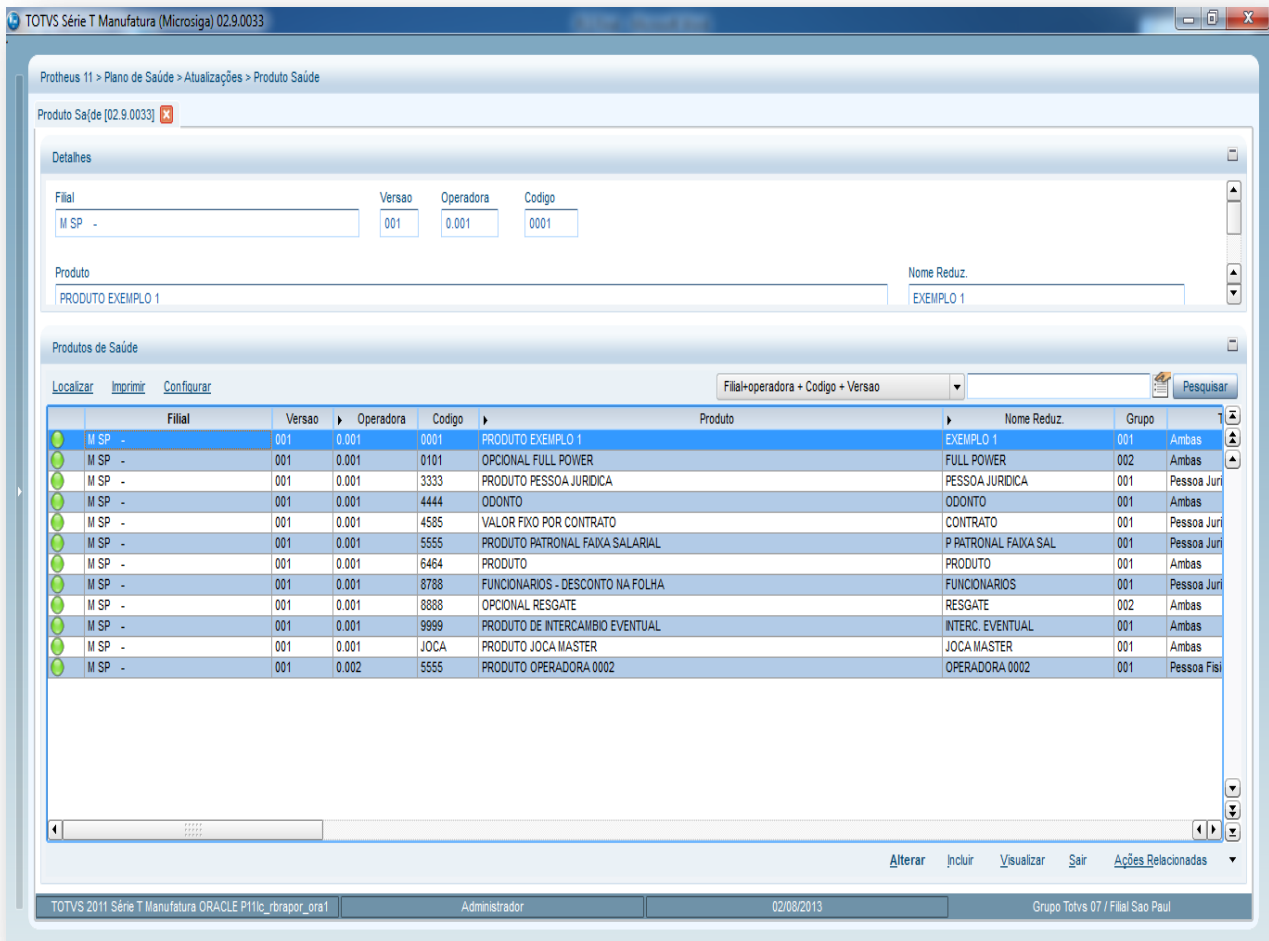 TOTVS Série T Manufatura (Microsiga) 02.9.0033
Protheus 11 > Plano de Saúde > Atualizações > Produto Saúde
Produto Sa{de [02.9.0033]
Detalhes
Filial Versao Operadora Codigo
M SP - 001 0.001 0001
Produto Nome Reduz.
PRODUTO EXEMPLO 1 EXEMPLO 1
Produtos de Saúde
Localizar Imprimir Configurar Filial+operadora + Codigo + Versao Pesquisar
Filial Versao Operadora Codigo Produto Nome Reduz. Grupo T
M SP - 001 0.001 0001 PRODUTO EXEMPLO 1 EXEMPLO 1 001 Ambas
M SP - 001 0.001 0101 OPCIONAL FULL POWER FULL POWER 002 Ambas
M SP - 001 0.001 3333 PRODUTO PESSOA JURIDICA PESSOA JURIDICA 001 Pessoa Juri
M SP - 001 0.001 4444 ODONTO ODONTO 001 Ambas
M SP - 001 0.001 4585 VALOR FIXO POR CONTRATO CONTRATO 001 Pessoa Juri
M SP - 001 0.001 5555 PRODUTO PATRONAL FAIXA SALARIAL P PATRONAL FAIXA SAL 001 Pessoa Juri
M SP - 001 0.001 6464 PRODUTO PRODUTO 001 Ambas
M SP - 001 0.001 8788 FUNCIONARIOS - DESCONTO NA FOLHA FUNCIONARIOS 001 Pessoa Juri
M SP - 001 0.001 8888 OPCIONAL RESGATE RESGATE 002 Ambas
M SP - 001 0.001 9999 PRODUTO DE INTERCAMBIO EVENTUAL INTERC. EVENTUAL 001 Ambas
M SP - 001 0.001 JOCA PRODUTO JOCA MASTER JOCA MASTER 001 Ambas
M SP - 001 0.002 5555 PRODUTO OPERADORA 0002 OPERADORA 0002 001 Pessoa Fisi
Alterar Incluir Visualizar Sair Ações Relacionadas
TOTVS 2011 Série T Manufatura ORACLE P11lc_rbrapor_ora1 Administrador 02/08/2013 Grupo Totvs 07 / Filial Sao Paul